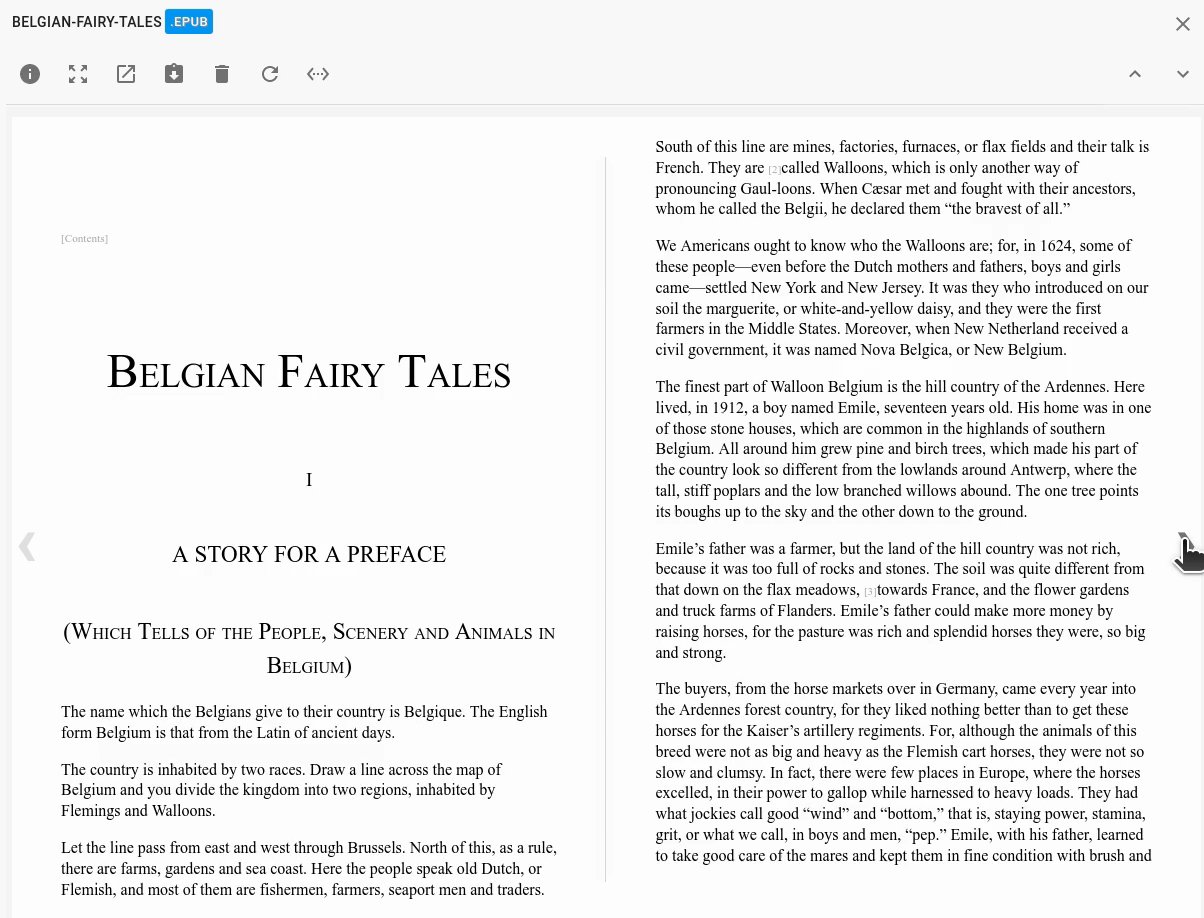 BELGIAN-FAIRY-TALES .EPUB
[Contents]
BELGIAN FAIRY TALES
I
A STORY FOR A PREFACE
(WHICH TELLS OF THE PEOPLE, SCENERY AND ANIMALS IN
BELGIUM)
The name which the Belgians give to their country is Belgique. The English
form Belgium is that from the Latin of ancient days.
The country is inhabited by two races. Draw a line across the map of
Belgium and you divide the kingdom into two regions, inhabited by
Flemings and Walloons.
Let the line pass from east and west through Brussels. North of this, as a rule,
there are farms, gardens and sea coast. Here the people speak old Dutch, or
Flemish, and most of them are fishermen, farmers, seaport men and traders.
South of this line are mines, factories, furnaces, or flax fields and their talk is
French. They are [2]called Walloons, which is only another way of
pronouncing Gaul-loons. When Cæsar met and fought with their ancestors,
whom he called the Belgii, he declared them “the bravest of all.”
We Americans ought to know who the Walloons are; for, in 1624, some of
these people—even before the Dutch mothers and fathers, boys and girls
came—settled New York and New Jersey. It was they who introduced on our
soil the marguerite, or white-and-yellow daisy, and they were the first
farmers in the Middle States. Moreover, when New Netherland received a
civil government, it was named Nova Belgica, or New Belgium.
The finest part of Walloon Belgium is the hill country of the Ardennes. Here
lived, in 1912, a boy named Emile, seventeen years old. His home was in one
of those stone houses, which are common in the highlands of southern
Belgium. All around him grew pine and birch trees, which made his part of
the country look so different from the lowlands around Antwerp, where the
tall, stiff poplars and the low branched willows abound. The one tree points
its boughs up to the sky and the other down to the ground.
Emile’s father was a farmer, but the land of the hill country was not rich,
because it was too full of rocks and stones. The soil was quite different from
that down on the flax meadows, [3]towards France, and the flower gardens
and truck farms of Flanders. Emile’s father could make more money by
raising horses, for the pasture was rich and splendid horses they were, so big
and strong.
The buyers, from the horse markets over in Germany, came every year into
the Ardennes forest country, for they liked nothing better than to get these
horses for the Kaiser’s artillery regiments. For, although the animals of this
breed were not as big and heavy as the Flemish cart horses, they were not so
slow and clumsy. In fact, there were few places in Europe, where the horses
excelled, in their power to gallop while harnessed to heavy loads. They had
what jockies call good “wind” and “bottom,” that is, staying power, stamina,
grit, or what we call, in boys and men, “pep.” Emile, with his father, learned
to take good care of the mares and kept them in fine condition with brush and